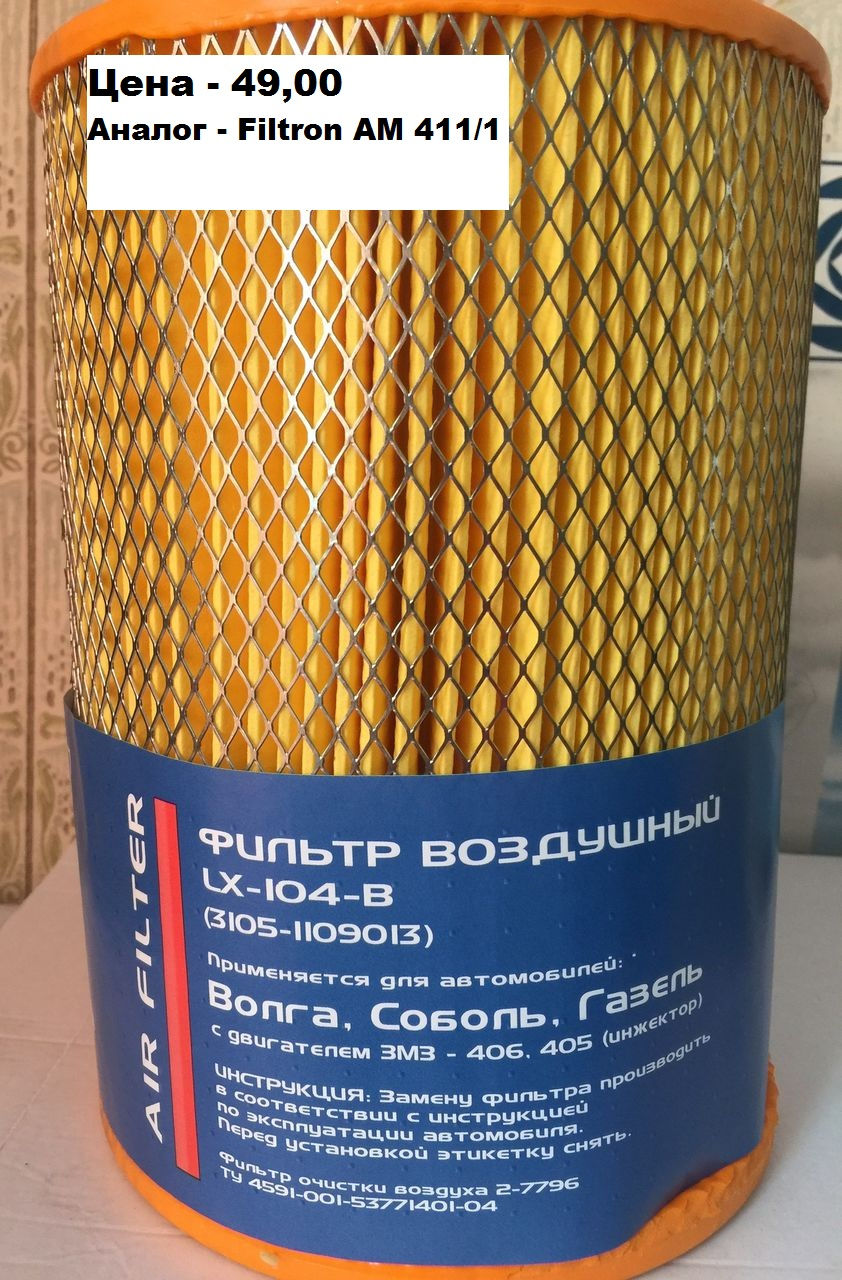 Цена - 49,00
Аналог - Filtron AM 411/1
AIR FILTER
ФИЛЬТР ВОЗДУШНЫЙ
LX-104-В
(3105-1109013)
Применяется для автомобилей:
Волга, Соболь, Газель
с двигателем ЗМЗ - 406, 405 (инжектор)
ИНСТРУКЦИЯ: Замену фильтра производить
в соответствии с инструкцией
по эксплуатации автомобиля.
Перед установкой этикетку снять.
Фильтр очистки воздуха 2-7796
ТУ 4591-001-53771401-04